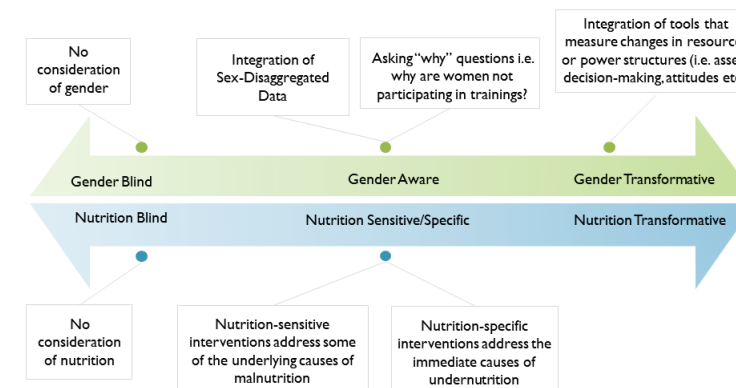 No
consideration
of gender
Integration of
Sex-Disaggregated
Data
Asking "why" questions i.e.
why are women not
participating in trainings?
Integration of tools that
measure changes in
or power structures (i.e.
decision-making, attitudes
Gender Blind
Gender Aware
Gender Transformative
Nutrition Blind
Nutrition Sensitive/Specific
Nutrition Transformative
No
consideration
of nutrition
Nutrition-sensitive
interventions address some
of the underlying causes of
malnutrition
Nutrition-specific
interventions address the
immediate causes of
undernutrition